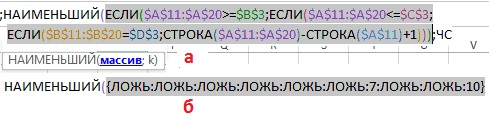 ;НАИМЕНЬШИЙ(ЕСЛИ($A$11:$A$20>=$B$3;ЕСЛИ($A$11:$A$20<=$C$3;
ЕСЛИ($B$11:$B$20=$D$3;СТРОКА($A$11:$A$20)-СТРОКА($A$11)+1)));ЧС
НАИМЕНЬШИЙ(массив; k)
а
НАИМЕНЬШИЙ({ЛОЖЬ:ЛОЖЬ:ЛОЖЬ:ЛОЖЬ:ЛОЖЬ:ЛОЖЬ:7:ЛОЖЬ:ЛОЖЬ:10}
б